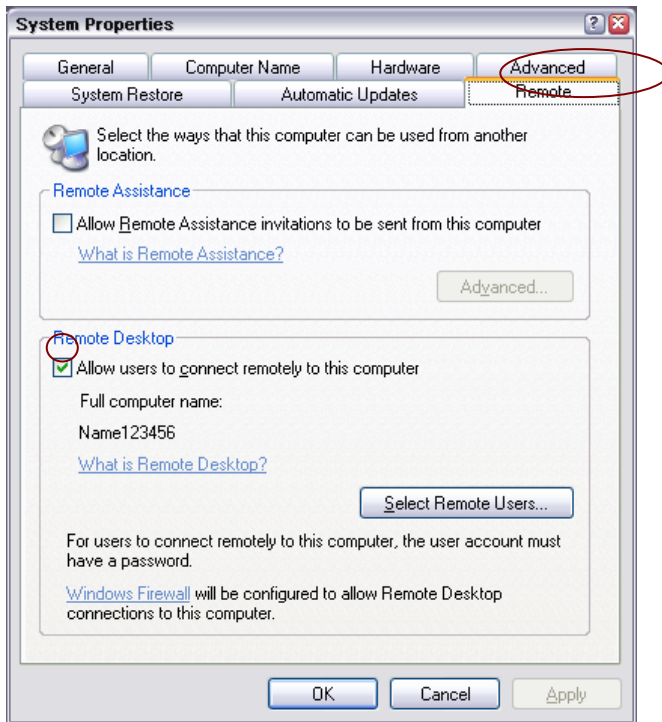 System Properties
General
Computer Name
Hardware
Advanced
System Restore
Automatic Updates
Remote
Select the ways that this computer can be used from another
location.
Remote Assistance
Allow Remote Assistance invitations to be sent from this computer
What is Remote Assistance?
Advanced...
Remote Desktop
Allow users to connect remotely to this computer
Full computer name:
Name123456
What is Remote Desktop?
Select Remote Users...
For users to connect remotely to this computer, the user account must
have a password.
Windows Firewall will be configured to allow Remote Desktop
connections to this computer.
OK
Cancel
Apply